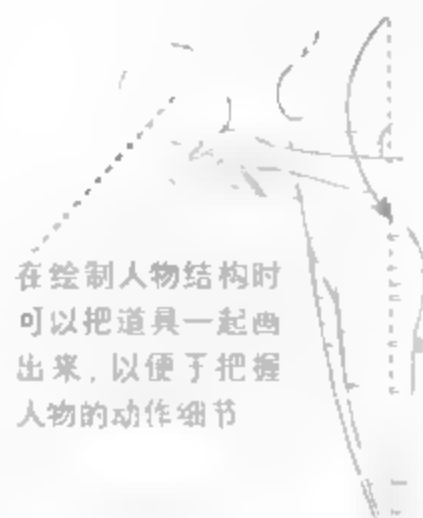 在绘制人物结构时
可以把道具一起画
出来，以便于把握
人物的动作细节